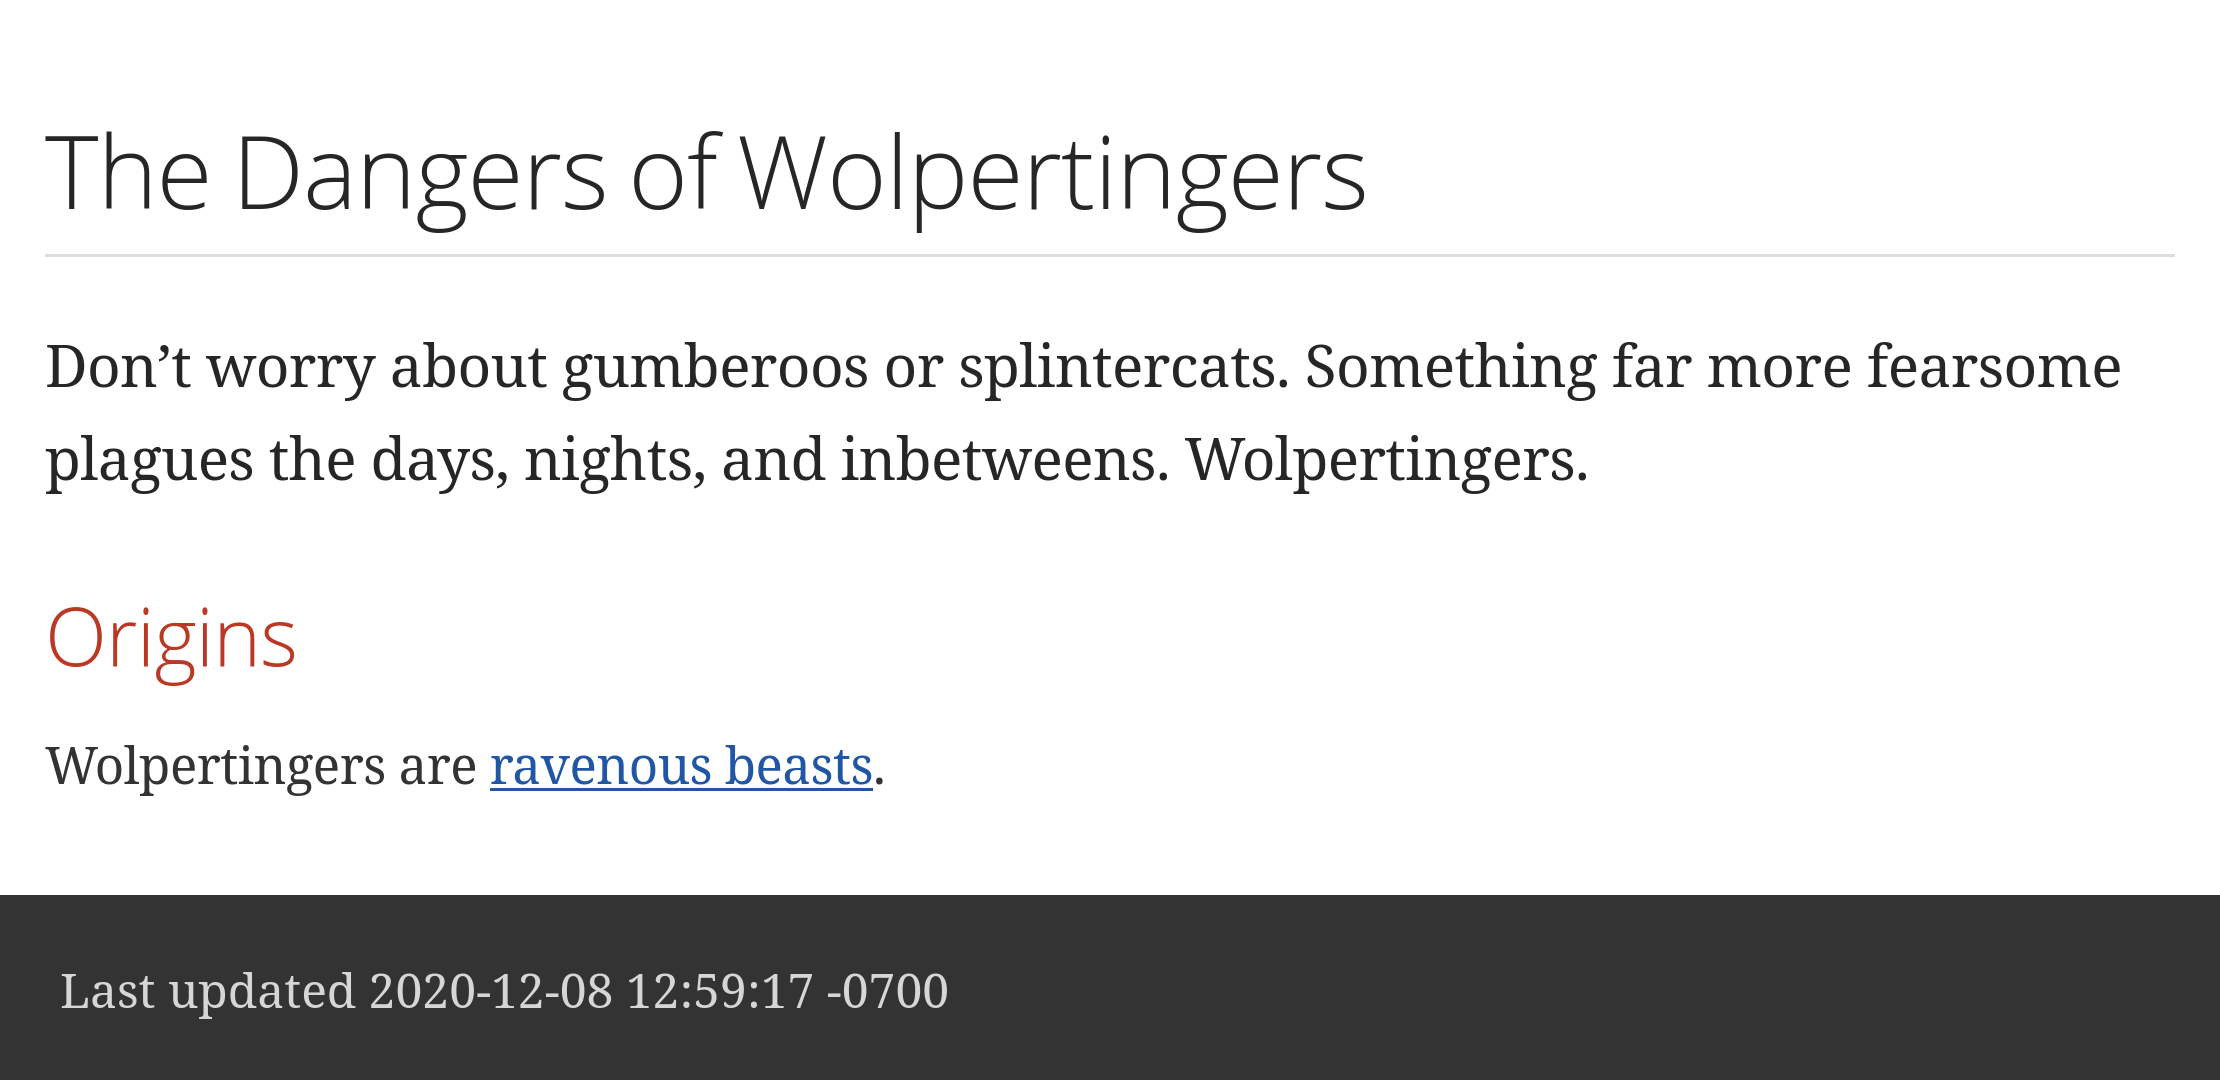 The Dangers of Wolpertingers
Don’t worry about gumberoos or splintercats. Something far more fearsome
plagues the days, nights, and inbetweens. Wolpertingers.
Origins
Wolpertingers are ravenous beasts.
Last updated 2020-12-08 12:59:17 -0700